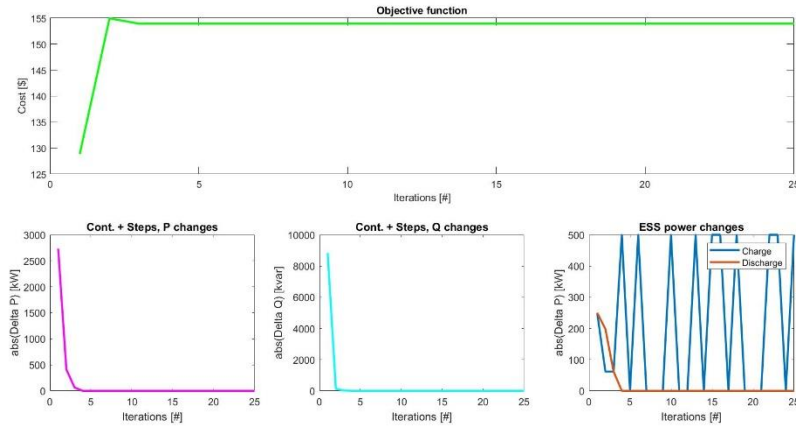 Objective function
155
150
145
140
135
130
125
Cost [$]
0 5 10 15 20 25
Iterations [#]
Cont. + Steps, P changes
3000
2500
2000
1500
1000
500
0
abs(Delta P) [kW]
0 5 10 15 20 25
Iterations [#]
Cont. + Steps, Q changes
10000
8000
6000
4000
2000
0
abs(Delta Q) [kvar]
0 5 10 15 20 25
Iterations [#]
ESS power changes
500
400
300
200
100
0
abs(Delta P) [kW]
Charge
Discharge
0 5 10 15 20 25
Iterations [#]